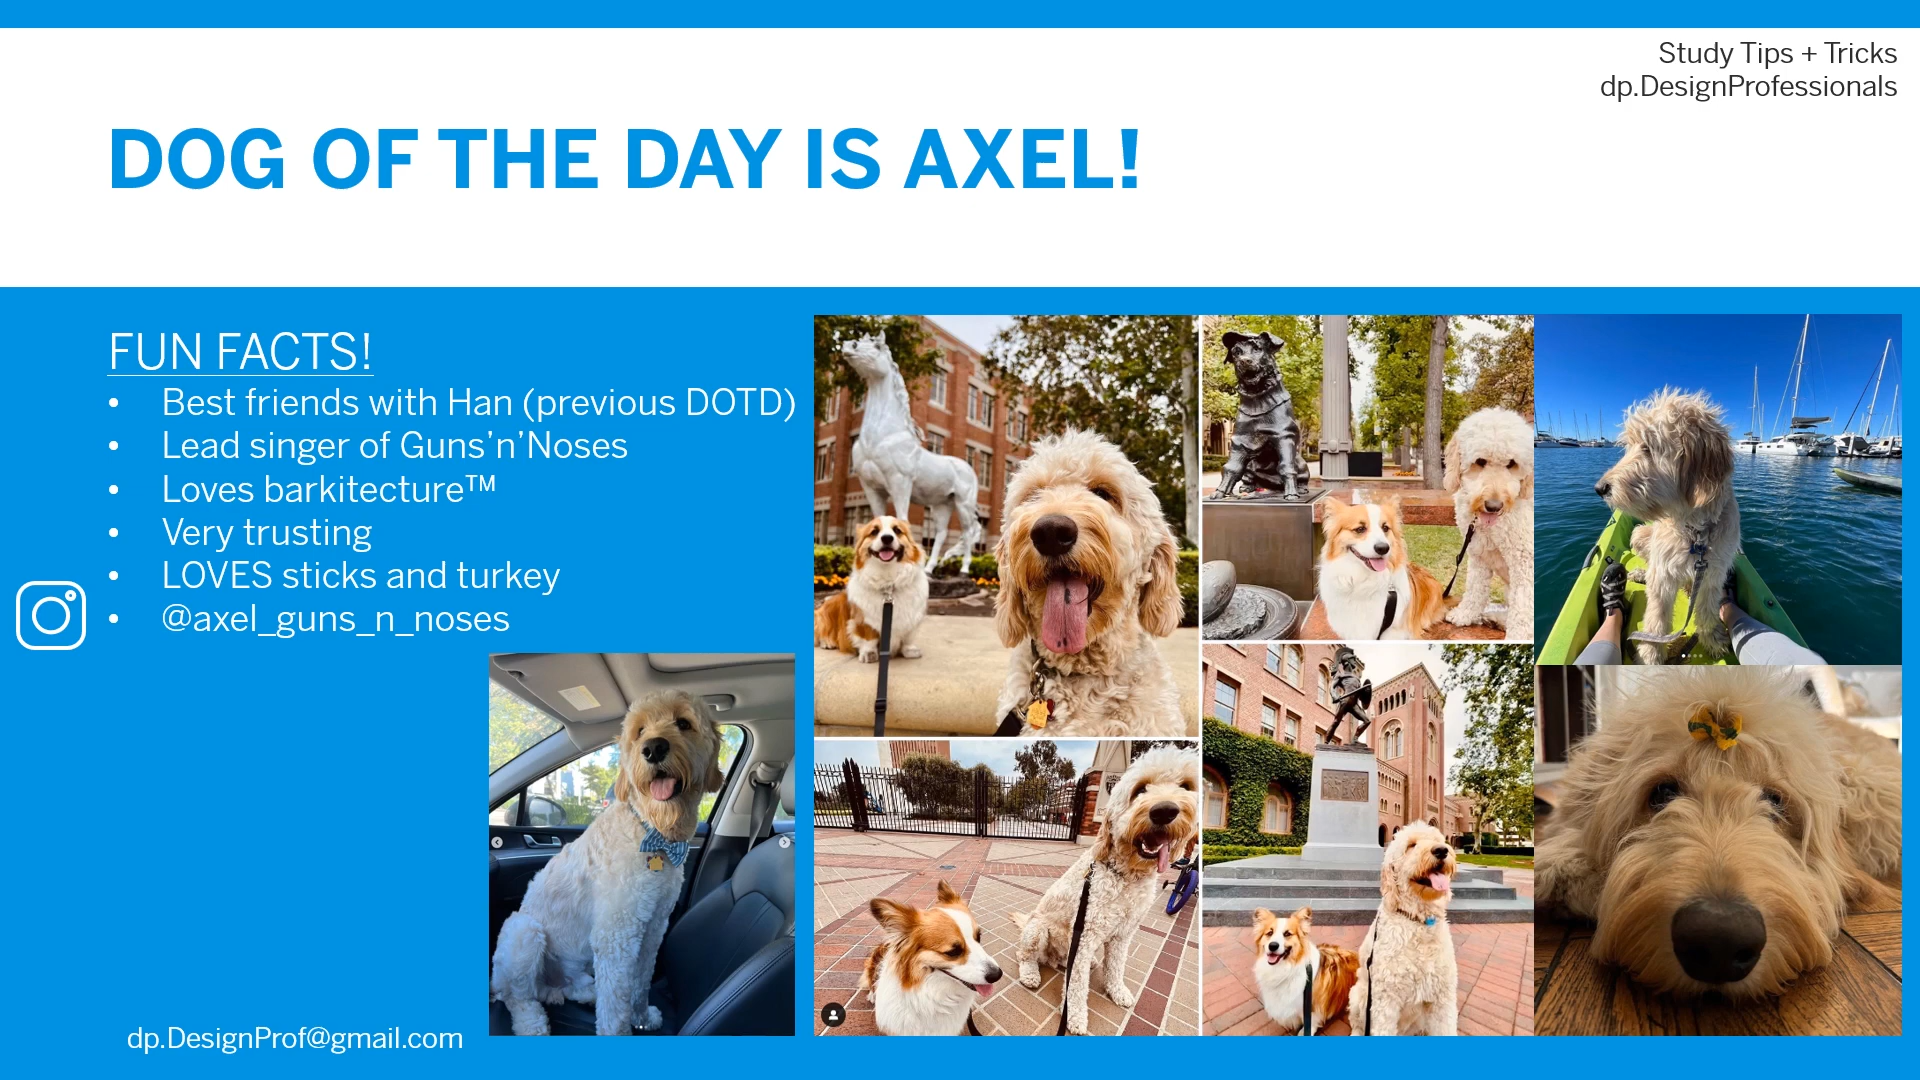 Study Tips + Tricks
dp.DesignProfessionals
DOG OF THE DAY IS AXEL!
FUN FACTS!
• Best friends with Han (previous DOTD)
• Lead singer of Guns’n’Noses
• Loves barkitecture™
• Very trusting
• LOVES sticks and turkey
• @axel_guns_n_noses
dp.DesignProf@gmail.com